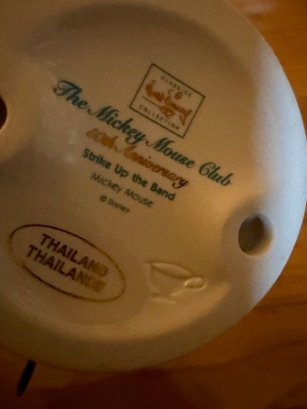 CLASSICS
Walt Disney
COLLECTION
The Mickey Mouse Club
50th Anniversary
Strike Up the Band
Mickey Mouse
© Disney
THAILAND
THAILANDE